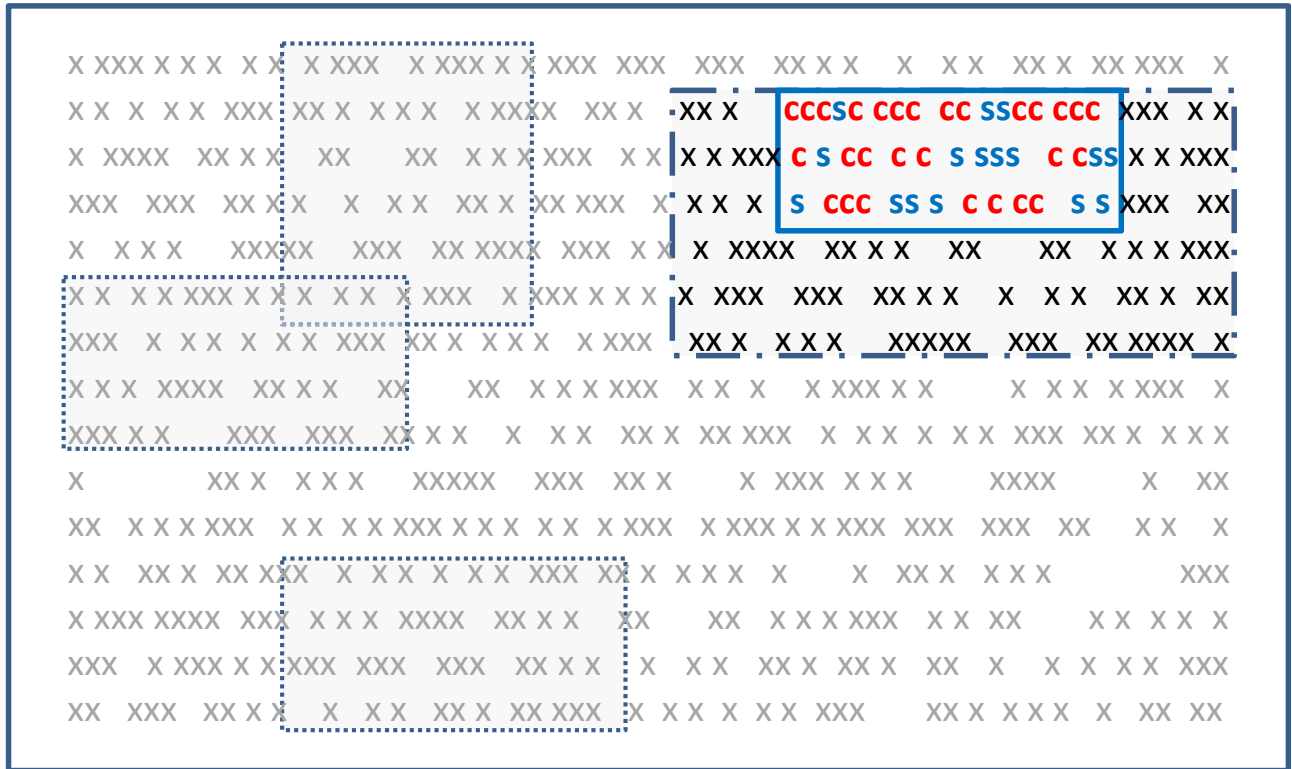 X XXX X X X X X X XXX X XXX X X XXX XXX XXX XX X X X X X XX X XX XXX X
X X X X X XXX XX X X X X X XXXX XX X XX X CCCSC CCC CC SSCC CCC XXX X X
X XXXX XX X X XX XX X X X XXX X X X X XXX C S CC C C S SSS C CSS X X XXX
XXX XXX XX X X X X X XX X XX XXX X X X X S CCC SS S C C CC S S XXX XX
X X X X XXXXX XXX XX XXXX XXX X X X XXXX XX X X XX XX X X X XXX
X X X X XXX X X X X X X XXX X XXX X X X X XXX XXX XX X X X X X XX X XX
XXX X X X X X X XXX XX X X X X X XXX XX X X X X XXXXX XXX XX XXXX X
X X X XXXX XX X X XX XX X X X XXX X X X X XXX X X X X X X XXX X
XXX X X XXX XXX XX X X X X X XX X XX XXX X X X X X X XXX XX X X X X
X XX X X X X XXXXX XXX XX X X XXX X X X XXXX X XX
XX X X X XXX X X X X XXX X X X X X X XXX X XXX X X XXX XXX XXX XX X X X
X X XX X XX XXX X X X X X X XXX XX X X X X X X XX X X X X XXX
X XXX XXXX XXX X X X XXXX XX X X XX XX X X X XXX X X XX X X X X
XXX X XXX X X XXX XXX XXX XX X X X X X XX X XX X XX X X X X X XXX
XX XXX XX X X X X X XX X XX XXX X X X X X X XXX XX X X X X X XX XX